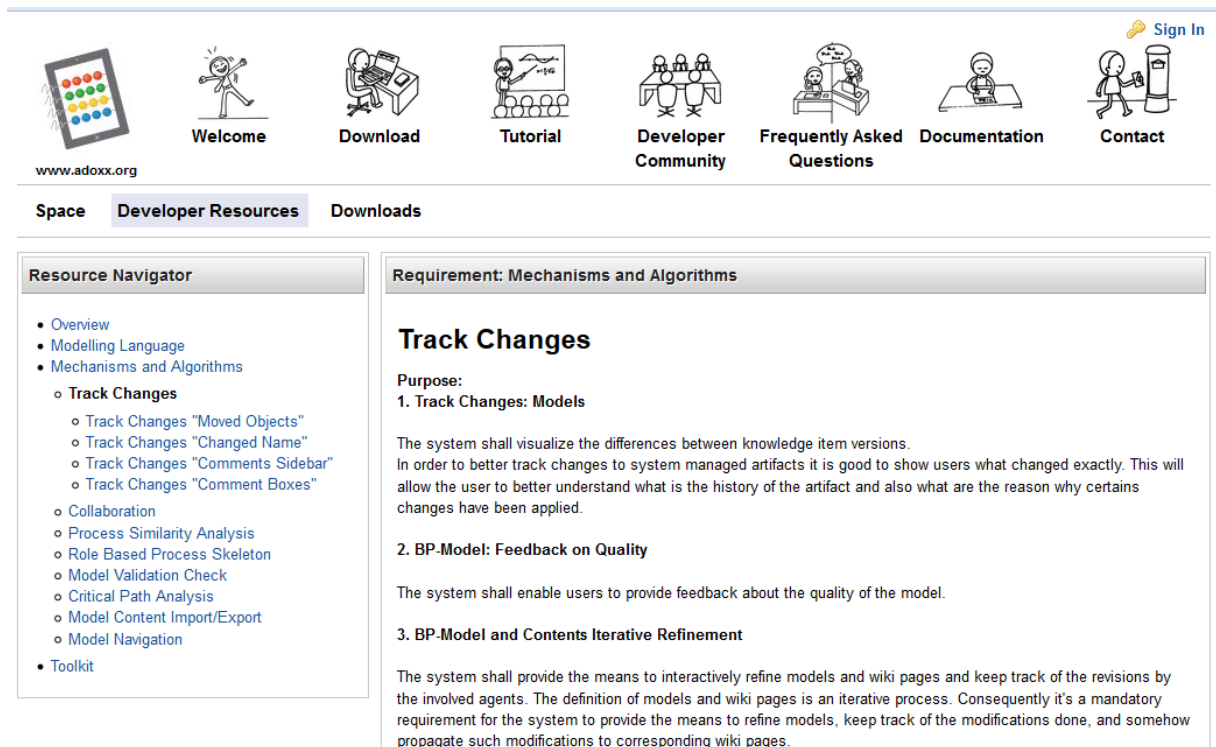 Sign In
Welcome
Download
Tutorial
Developer
Community
Frequently Asked
Questions
Documentation
Contact
www.adoxx.org
Space Developer Resources Downloads
Resource Navigator
Overview
Modelling Language
Mechanisms and Algorithms
Track Changes
Track Changes "Moved Objects"
Track Changes "Changed Name"
Track Changes "Comments Sidebar"
Track Changes "Comment Boxes"
Collaboration
Process Similarity Analysis
Role Based Process Skeleton
Model Validation Check
Critical Path Analysis
Model Content Import/Export
Model Navigation
Toolkit
Requirement: Mechanisms and Algorithms
Track Changes
Purpose:
1. Track Changes: Models
The system shall visualize the differences between knowledge item versions.
In order to better track changes to system managed artifacts it is good to show users what changed exactly. This will
allow the user to better understand what is the history of the artifact and also what are the reason why certains
changes have been applied.
2. BP-Model: Feedback on Quality
The system shall enable users to provide feedback about the quality of the model.
3. BP-Model and Contents Iterative Refinement
The system shall provide the means to interactively refine models and wiki pages and keep track of the revisions by
the involved agents. The definition of models and wiki pages is an iterative process. Consequently it's a mandatory
requirement for the system to provide the means to refine models, keep track of the modifications done, and somehow
propagate such modifications to corresponding wiki pages.